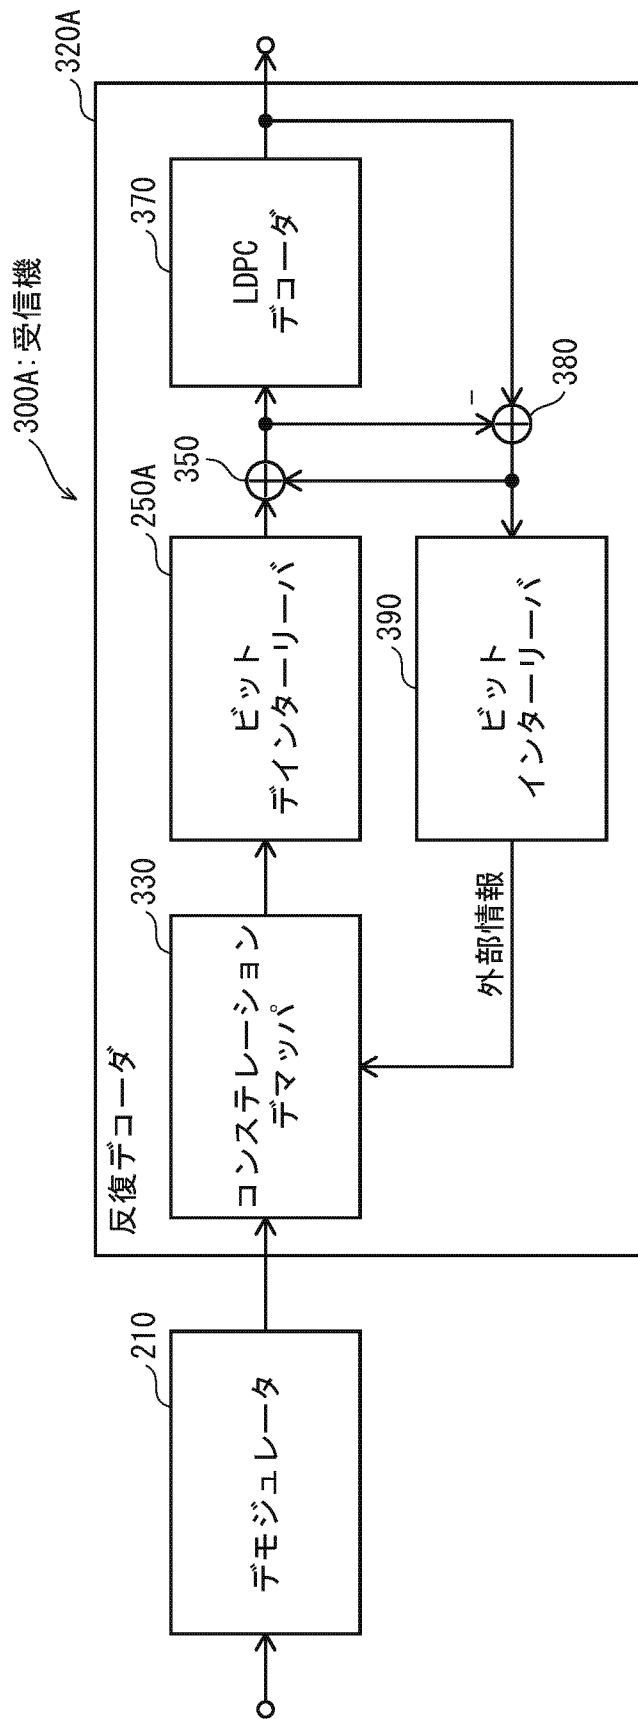 300A：受信機
320A
反復デコーダ
210
デモジュレータ
330
コンステレーション
デマッパ
250A
ビット
デインターリーバ
350
370
LDPC
デコーダ
−
380
390
ビット
インターリーバ
外部情報